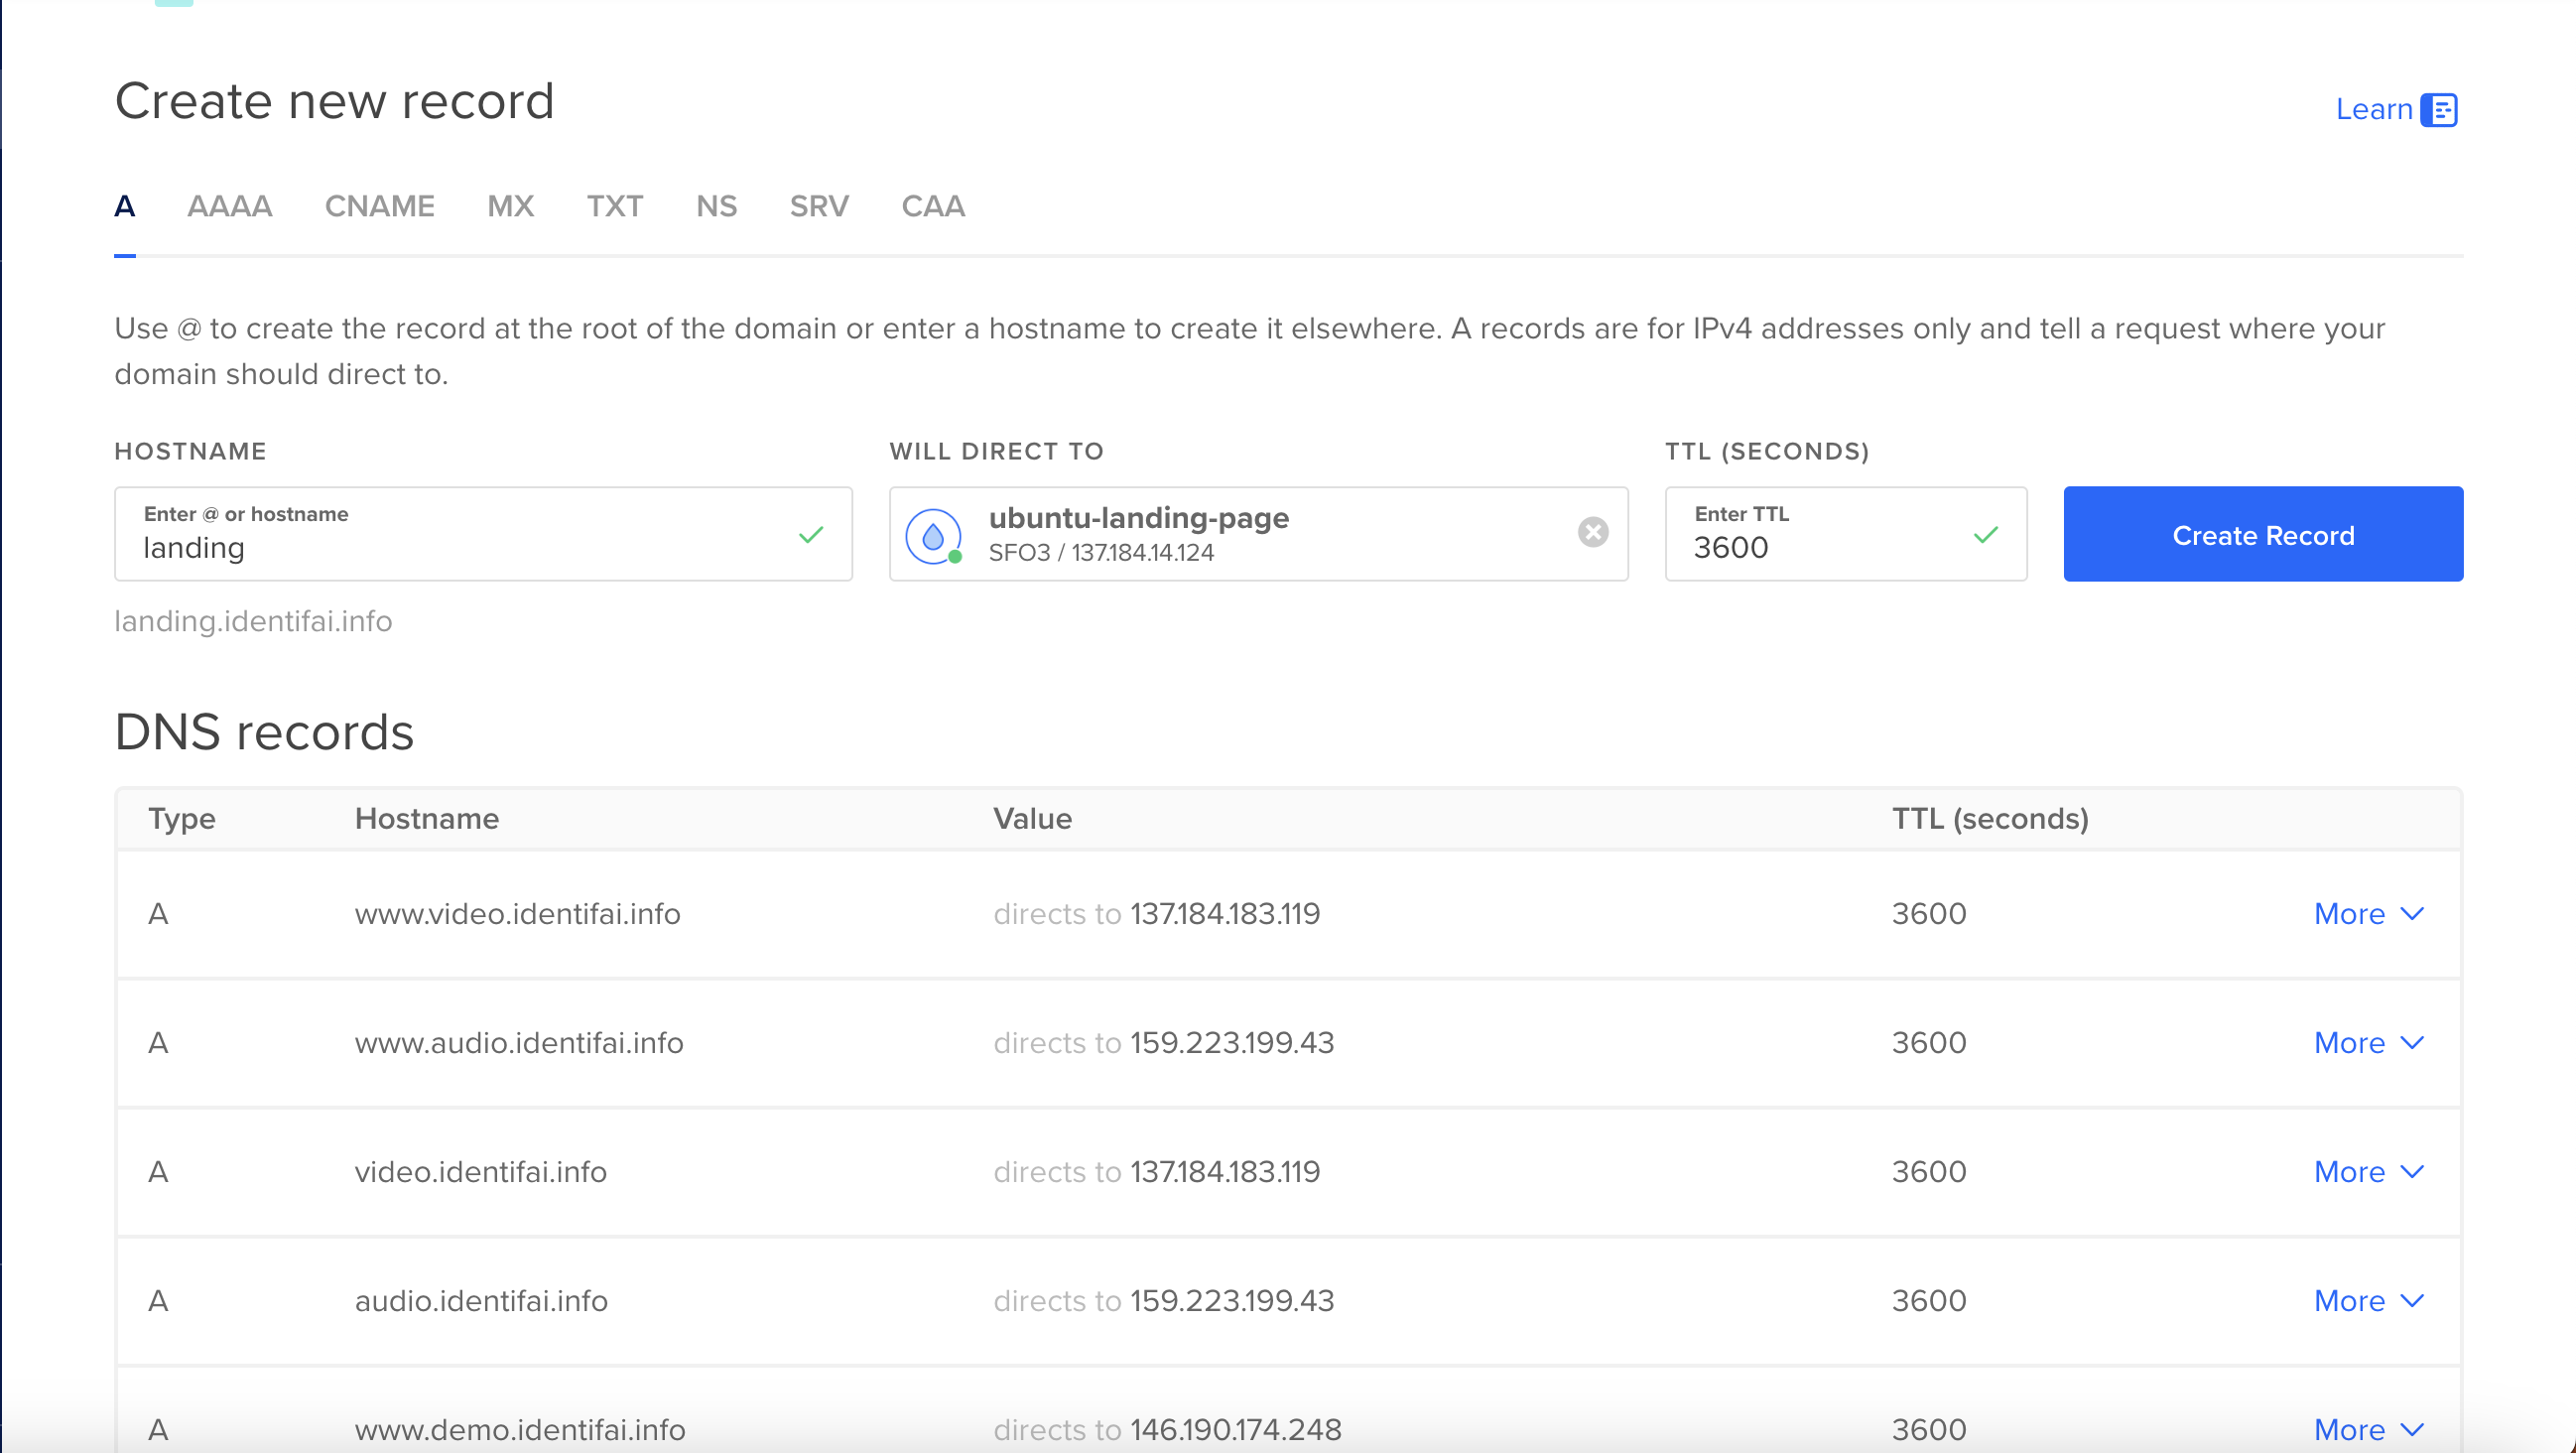 Create new record
Learn
A AAAA CNAME MX TXT NS SRV CAA
Use @ to create the record at the root of the domain or enter a hostname to create it elsewhere. A records are for IPv4 addresses only and tell a request where your
domain should direct to.
HOSTNAME WILL DIRECT TO TTL (SECONDS)
Enter @ or hostname
landing
ubuntu-landing-page
SFO3 / 137.184.14.124
Enter TTL
3600
Create Record
landing.identifai.info
DNS records
Type Hostname Value TTL (seconds)
A www.video.identifai.info directs to 137.184.183.119 3600 More
A www.audio.identifai.info directs to 159.223.199.43 3600 More
A video.identifai.info directs to 137.184.183.119 3600 More
A audio.identifai.info directs to 159.223.199.43 3600 More
A www.demo.identifai.info directs to 146.190.174.248 3600 More